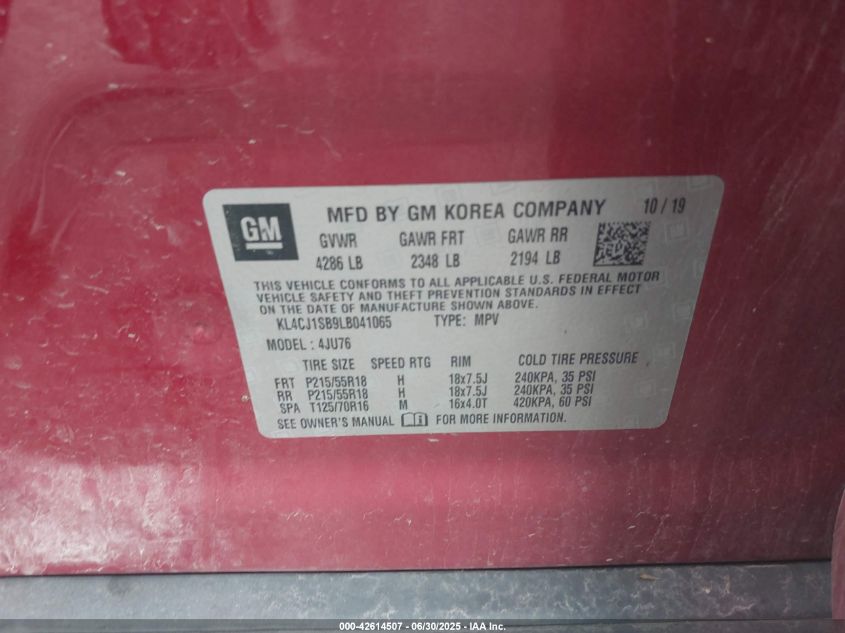 GM
MFD BY GM KOREA COMPANY 10 / 19
GVWR GAWR FRT GAWR RR
4286 LB 2348 LB 2194 LB
THIS VEHICLE CONFORMS TO ALL APPLICABLE U.S. FEDERAL MOTOR
VEHICLE SAFETY AND THEFT PREVENTION STANDARDS IN EFFECT
ON THE DATE OF MANUFACTURE SHOWN ABOVE.
KL4CJ1SB9LB041065 TYPE: MPV
MODEL: 4JU76
TIRE SIZE SPEED RTG RIM COLD TIRE PRESSURE
FRT P215/55R18 H 18x7.5J 240KPA, 35 PSI
RR P215/55R18 H 18x7.5J 240KPA, 35 PSI
SPA T125/70R16 M 16x4.0T 420KPA, 60 PSI
SEE OWNER'S MANUAL FOR MORE INFORMATION.
000-42614507 - 06/30/2025 - IAA Inc.